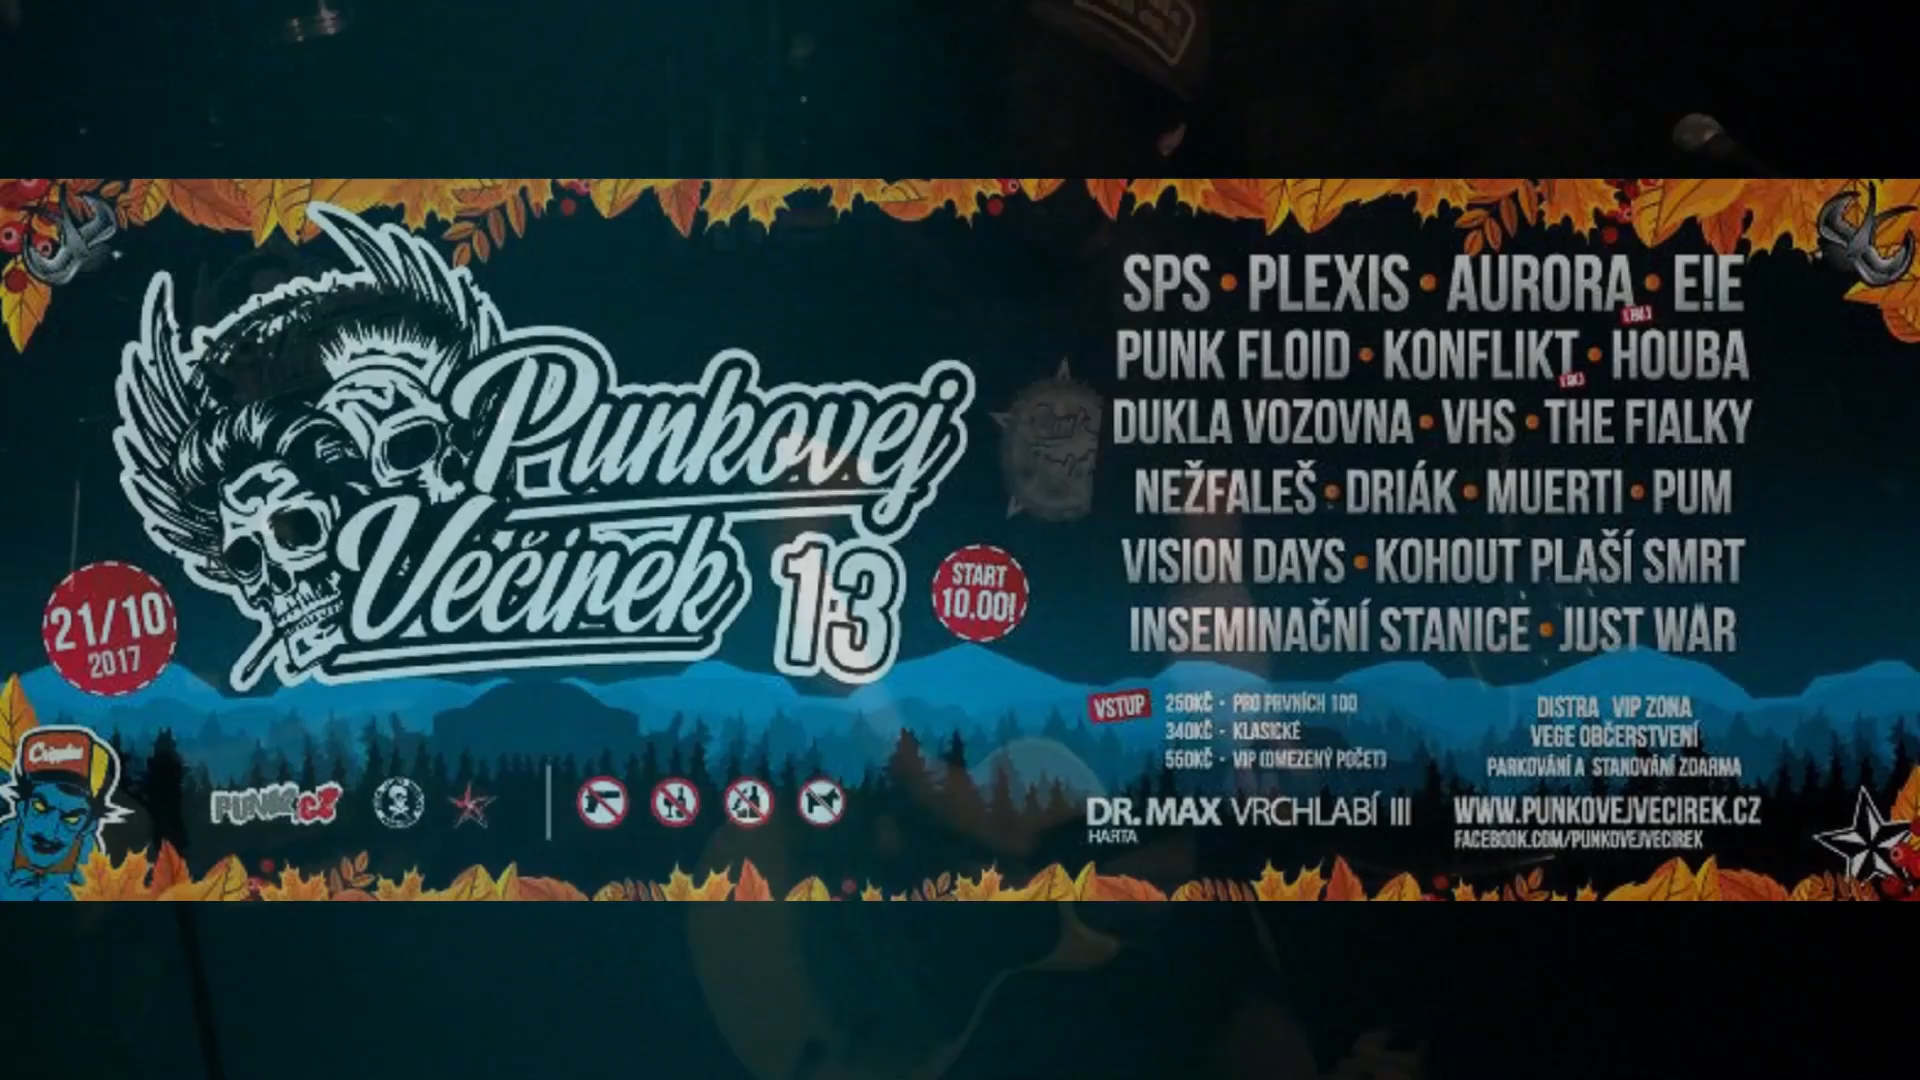 Punkovej
Večírek 13
21/10
2017
START
10.00!
SPS • PLEXIS • AURORA • E!E
PUNK FLOID • KONFLIKT • HOUBA
DUKLA VOZOVNA • VHS • THE FIALKY
NEŽFALEŠ • DRIÁK • MUERTI • PUM
VISION DAYS • KOHOUT PLAŠÍ SMRT
INSEMINAČNÍ STANICE • JUST WAR
VSTUP
250KČ - PRO PRVNÍCH 100
340KČ - KLASICKÉ
550KČ - VIP (OMEZENÝ POČET)
DISTRA VIP ZONA
VEGE OBČERSTVENÍ
PARKOVÁNÍ A STANOVÁNÍ ZDARMA
PUNK.CZ
DR.MAX VRCHLABÍ III
HARTA
WWW.PUNKOVEJVECIREK.CZ
FACEBOOK.COM/PUNKOVEJVECIREK